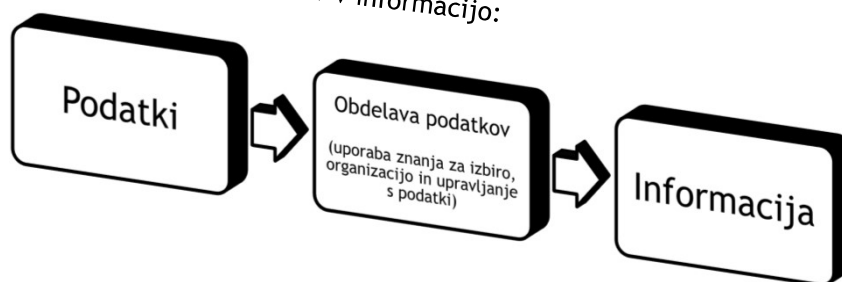 v informacijo:
Podatki
Obdelava podatkov
(uporaba znanja za izbiro,
organizacijo in upravljanje
s podatki)
Informacija